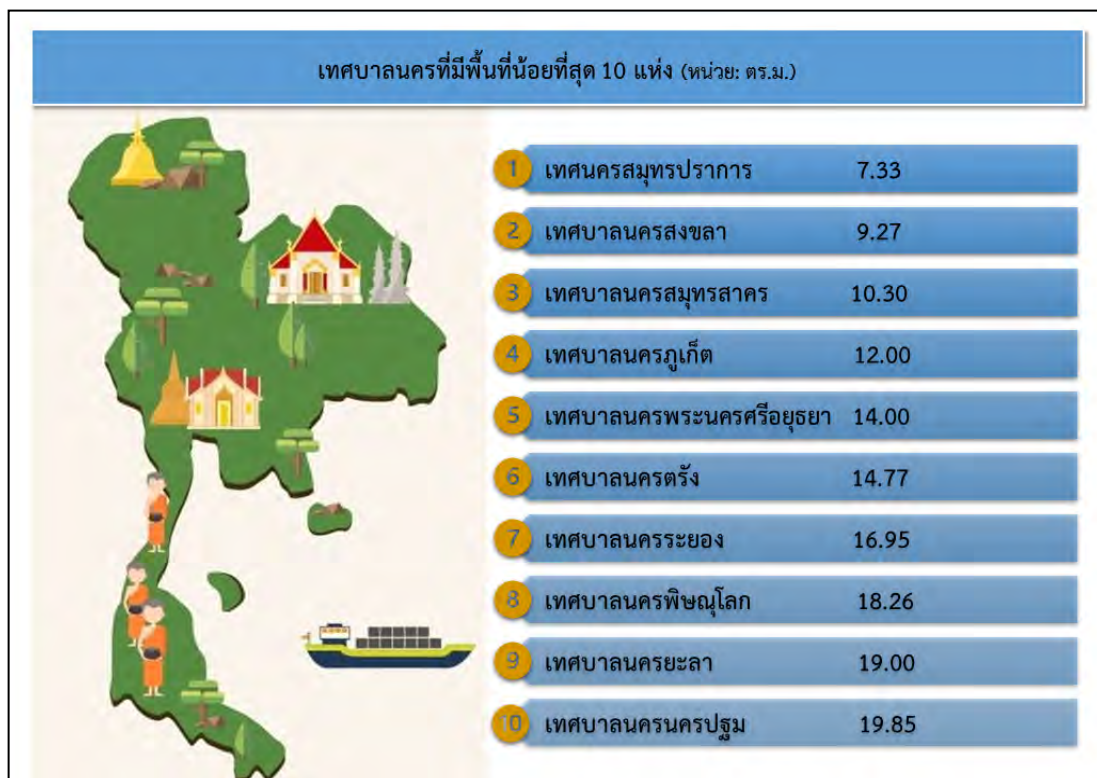 เทศบาลนครที่มีพื้นที่น้อยที่สุด 10 แห่ง (หน่วย: ตร.ม.)
1 เทศนครสมุทรปราการ 7.33
2 เทศบาลนครสงขลา 9.27
3 เทศบาลนครสมุทรสาคร 10.30
4 เทศบาลนครภูเก็ต 12.00
5 เทศบาลนครพระนครศรีอยุธยา 14.00
6 เทศบาลนครตรัง 14.77
7 เทศบาลนครระยอง 16.95
8 เทศบาลนครพิษณุโลก 18.26
9 เทศบาลนครยะลา 19.00
10 เทศบาลนครนครปฐม 19.85